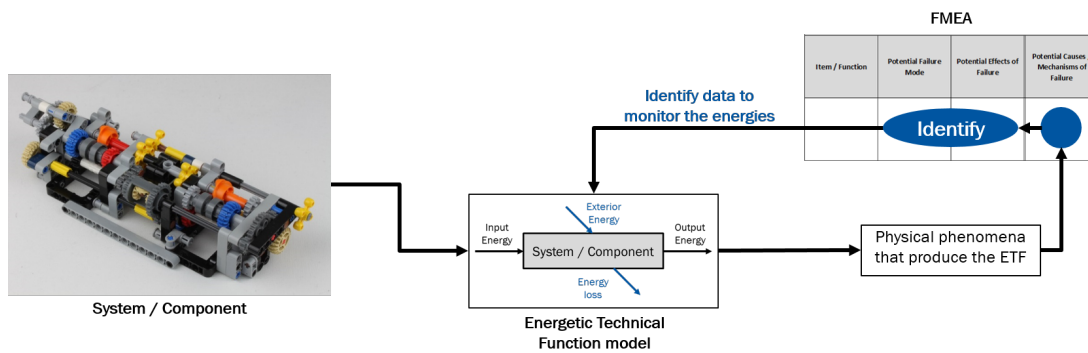 FMEA
Item / Function
Potential Failure
Mode
Potential Effects of
Failure
Potential Causes /
Mechanisms of
Failure
Identify
Identify data to
monitor the energies
Exterior
Energy
Input
Energy
System / Component
Output
Energy
Energy
loss
Physical phenomena
that produce the ETF
System / Component
Energetic Technical
Function model